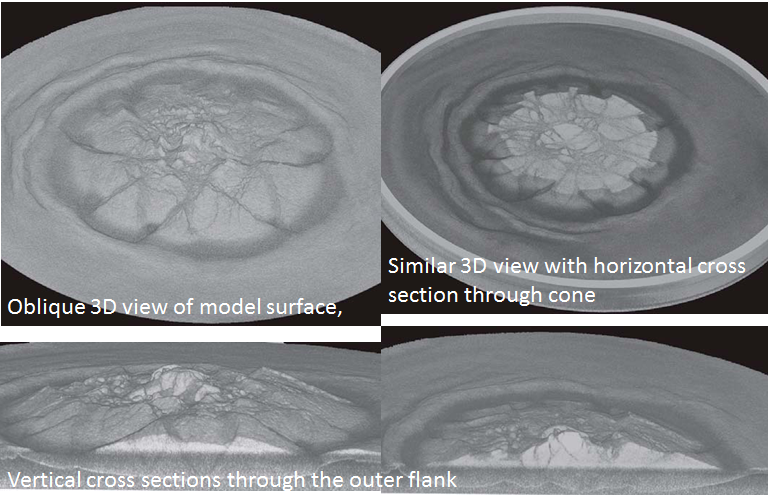 Oblique 3D view of model surface,
Similar 3D view with horizontal cross
section through cone
Vertical cross sections through the outer flank